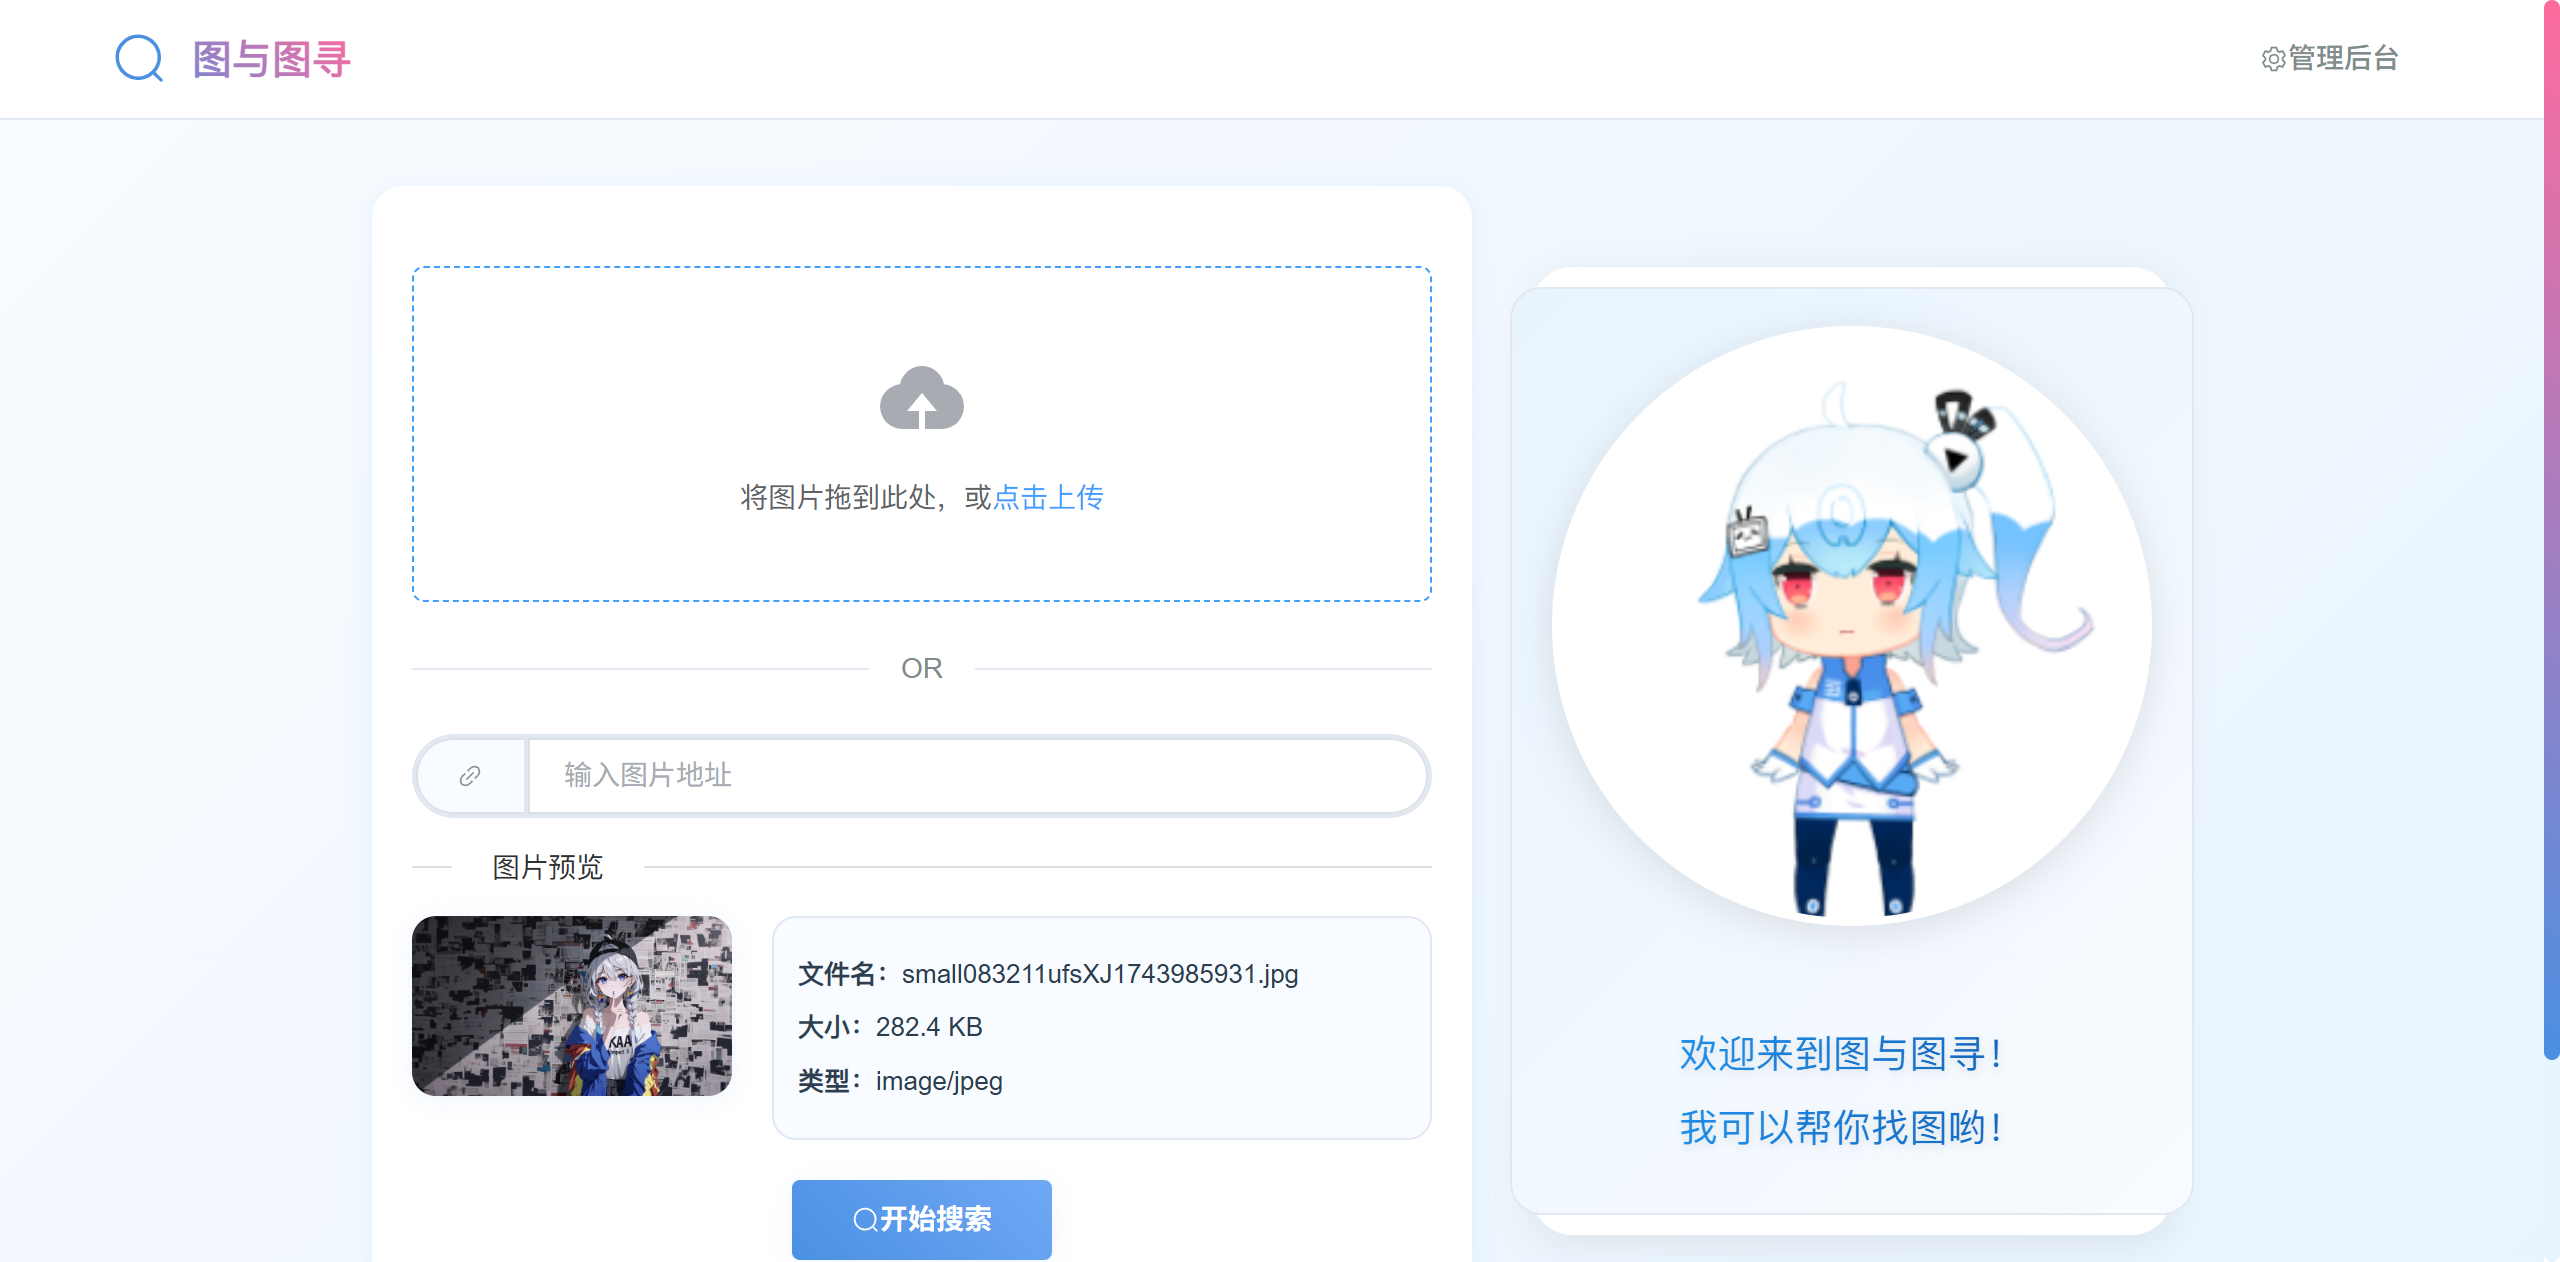 图与图寻
管理后台
将图片拖到此处，或点击上传
OR
输入图片地址
图片预览
KAA
文件名：small083211ufsXJ1743985931.jpg
大小：282.4 KB
类型：image/jpeg
开始搜索
欢迎来到图与图寻！
我可以帮你找图哟！